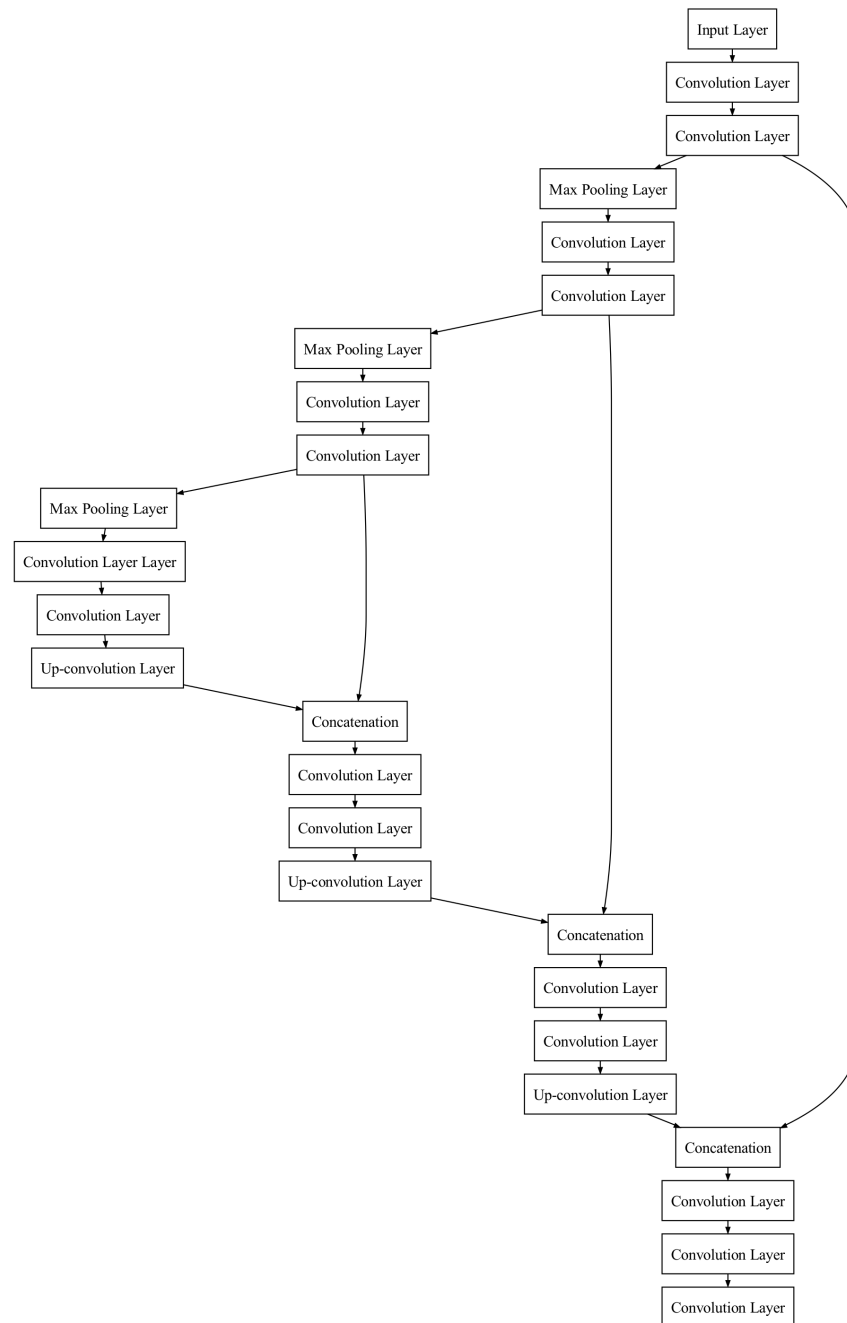 Input Layer
Convolution Layer
Convolution Layer
Max Pooling Layer
Convolution Layer
Convolution Layer
Max Pooling Layer
Convolution Layer
Convolution Layer
Max Pooling Layer
Convolution Layer Layer
Convolution Layer
Up-convolution Layer
Concatenation
Convolution Layer
Convolution Layer
Up-convolution Layer
Concatenation
Convolution Layer
Convolution Layer
Up-convolution Layer
Concatenation
Convolution Layer
Convolution Layer
Convolution Layer